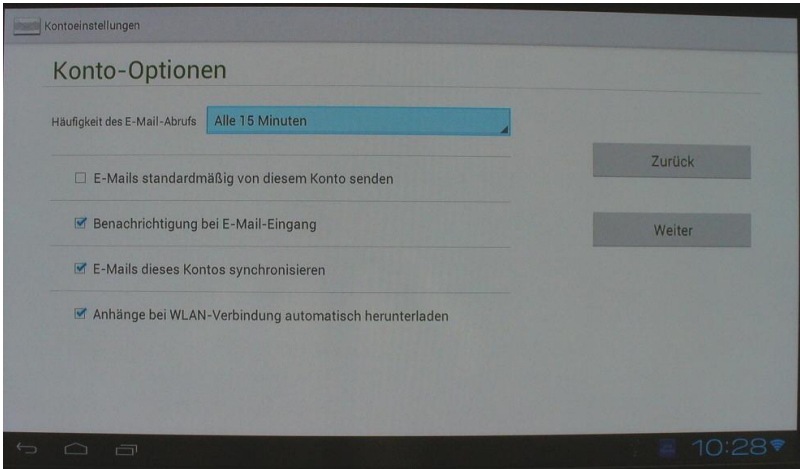 Kontoeinstellungen
Konto-Optionen
Häufigkeit des E-Mail-Abrufs Alle 15 Minuten
E-Mails standardmäßig von diesem Konto senden
Zurück
Benachrichtigung bei E-Mail-Eingang
Weiter
E-Mails dieses Kontos synchronisieren
Anhänge bei WLAN-Verbindung automatisch herunterladen
10:28